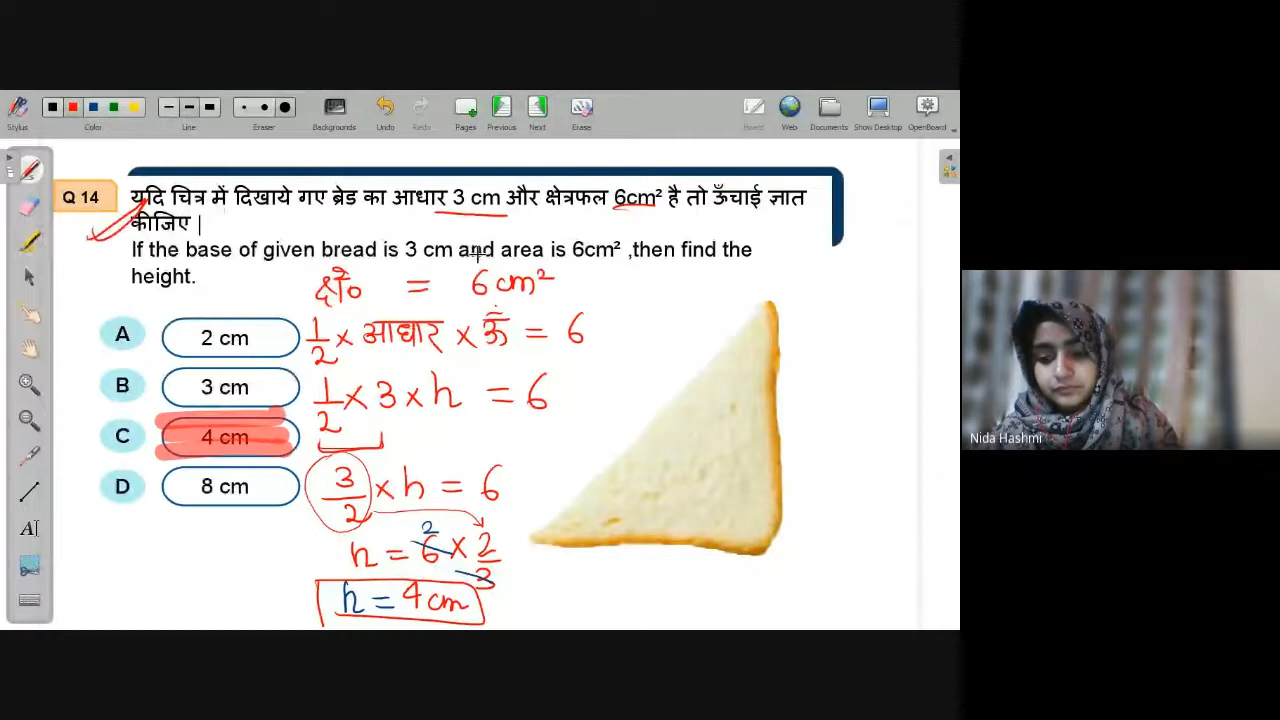 Stylus
Color
Line
Eraser
Backgrounds
Undo
Redo
Pages
Previous
Next
Erase
Board
Web
Documents
Show Desktop
OpenBoard
Q 14
यदि चित्र में दिखाये गए ब्रेड का आधार 3 cm और क्षेत्रफल 6cm² है तो ऊँचाई ज्ञात
कीजिए |
If the base of given bread is 3 cm and area is 6cm² ,then find the
height.
क्षे० = 6cm²
A 2 cm
1/2 × आधार × ऊँ = 6
B 3 cm
1/2 × 3 × h = 6
C 4 cm
D 8 cm
3/2 × h = 6
h = 6 × 2/3
2
h = 4 cm
Nida Hashmi